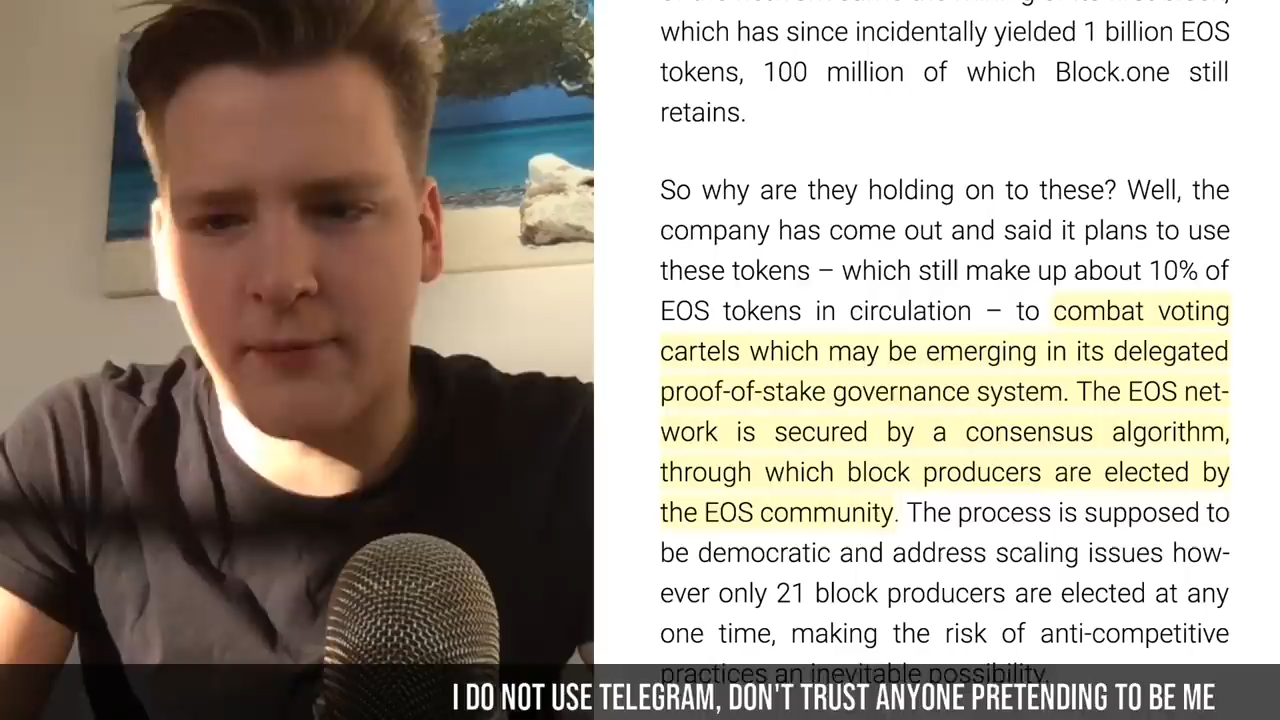 which has since incidentally yielded 1 billion EOS
tokens, 100 million of which Block.one still
retains.
So why are they holding on to these? Well, the
company has come out and said it plans to use
these tokens – which still make up about 10% of
EOS tokens in circulation – to combat voting
cartels which may be emerging in its delegated
proof-of-stake governance system. The EOS net-
work is secured by a consensus algorithm,
through which block producers are elected by
the EOS community. The process is supposed to
be democratic and address scaling issues how-
ever only 21 block producers are elected at any
one time, making the risk of anti-competitive
practices an inevitable possibility.
I DO NOT USE TELEGRAM, DON'T TRUST ANYONE PRETENDING TO BE ME